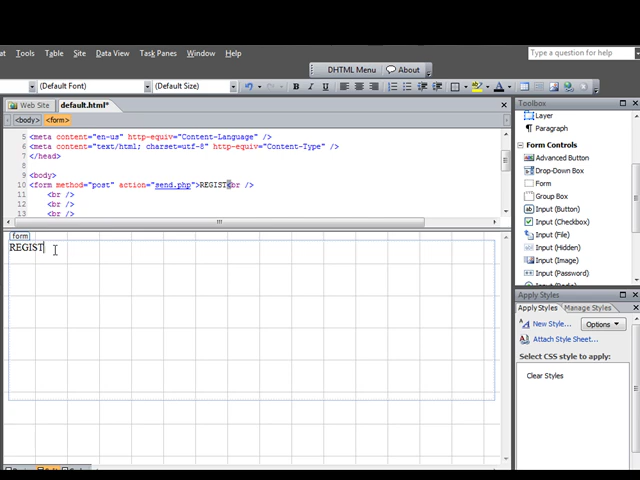 at Tools Site Data View Task Panes Window Help
Type a question for help
DHTML Menu About
(Default Font) (Default Size) B I U A
Web Site default.html*
<body> <form>
5 <meta content="en-us" http-equiv="Content-Language" />
6 <meta content="text/html; charset=utf-8" http-equiv="Content-Type" />
7 </head>
8
9 <body>
10 <form method="post" action="send.php">REGIST<br />
11 <br />
12 <br />
13 <br />
form
REGIST
Toolbox
Layer
Paragraph
Form Controls
Advanced Button
Drop-Down Box
Form
Group Box
Input (Button)
Input (Checkbox)
Input (File)
Input (Hidden)
Input (Image)
Input (Password)
Apply Styles
Apply Styles Manage Styles
New Style... Options
Attach Style Sheet...
Select CSS style to apply:
Clear Styles